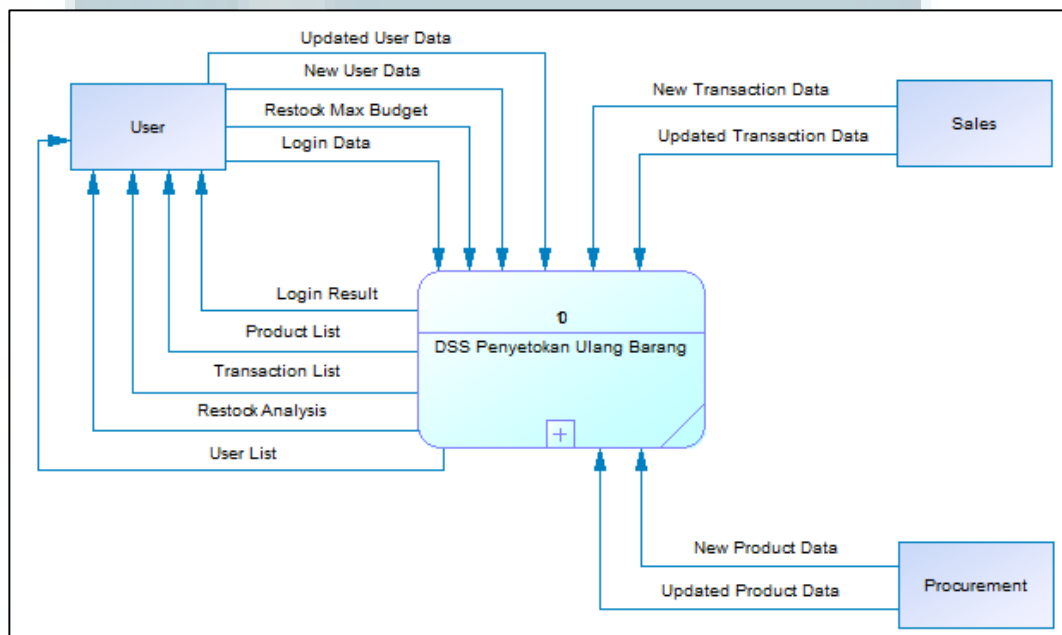 Updated User Data
New User Data
Restock Max Budget
Login Data
User
New Transaction Data
Updated Transaction Data
Sales
Login Result
Product List
Transaction List
Restock Analysis
User List
DSS Penyetokan Ulang Barang
New Product Data
Updated Product Data
Procurement